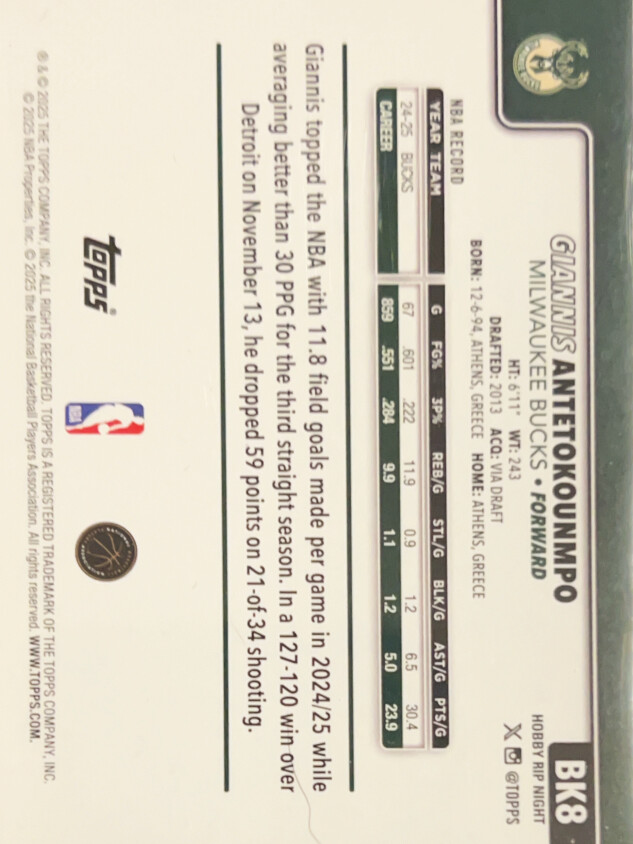 BK8
GIANNIS ANTETOKOUNMPO
MILWAUKEE BUCKS • FORWARD
HOBBY RIP NIGHT
X @TOPPS
HT: 6'11" WT: 243
DRAFTED: 2013 ACQ: VIA DRAFT
BORN: 12-6-94, ATHENS, GREECE HOME: ATHENS, GREECE
NBA RECORD
YEAR TEAM G FG% 3P% REB/G STL/G BLK/G AST/G PTS/G
24-25 BUCKS 67 .601 .222 11.9 0.9 1.2 6.5 30.4
CAREER 859 .551 .284 9.9 1.1 1.2 5.0 23.9
Giannis topped the NBA with 11.8 field goals made per game in 2024/25 while
averaging better than 30 PPG for the third straight season. In a 127-120 win over
Detroit on November 13, he dropped 59 points on 21-of-34 shooting.
topps®
NBA
℗ & © 2025 THE TOPPS COMPANY, INC. ALL RIGHTS RESERVED. TOPPS IS A REGISTERED TRADEMARK OF THE TOPPS COMPANY, INC.
© 2025 NBA Properties, Inc. © 2025 the National Basketball Players Association. All rights reserved. WWW.TOPPS.COM.